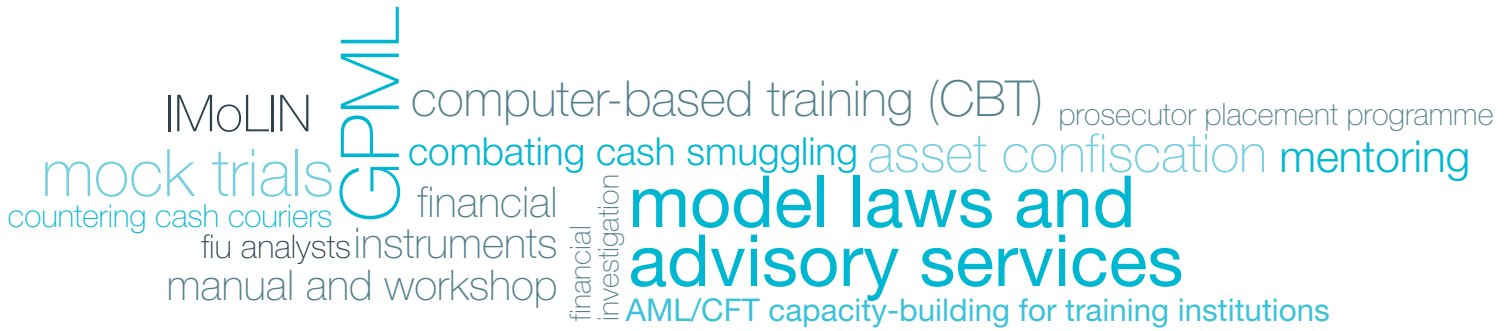 GPML
IMoLIN
computer-based training (CBT)
prosecutor placement programme
mock trials
combating cash smuggling
asset confiscation
mentoring
countering cash couriers
financial
instruments
manual and workshop
fiu analysts
financial
investigation
model laws and
advisory services
AML/CFT capacity-building for training institutions